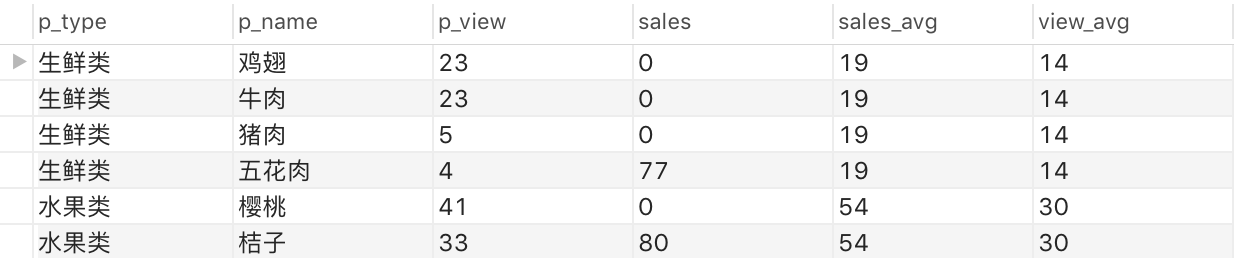 p_type p_name p_view sales sales_avg view_avg
生鲜类 鸡翅 23 0 19 14
生鲜类 牛肉 23 0 19 14
生鲜类 猪肉 5 0 19 14
生鲜类 五花肉 4 77 19 14
水果类 樱桃 41 0 54 30
水果类 桔子 33 80 54 30